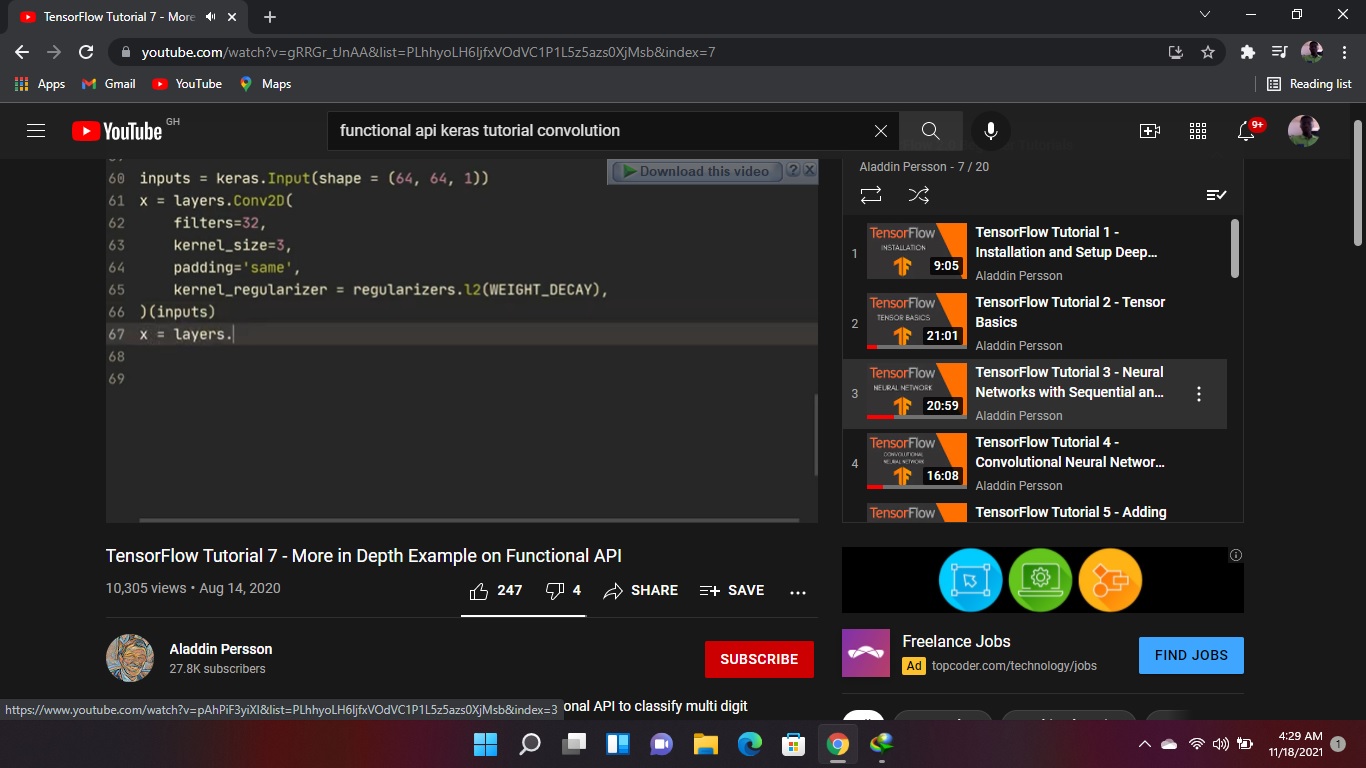 TensorFlow Tutorial 7 - More
youtube.com/watch?v=gRRGr_tJnAA&list=PLhhyoLH6IjfxVOdVC1P1L5z5azs0XjMsb&index=7
Apps
Gmail
YouTube
Maps
Reading list
YouTube GH
functional api keras tutorial convolution
9+
60 inputs = keras.Input(shape = (64, 64, 1))
61 x = layers.Conv2D(
62 filters=32,
63 kernel_size=3,
64 padding='same',
65 kernel_regularizer = regularizers.l2(WEIGHT_DECAY),
66 )(inputs)
67 x = layers.
68
69
Download this video ? X
Aladdin Persson - 7 / 20
1
TensorFlow
INSTALLATION
9:05
TensorFlow Tutorial 1 -
Installation and Setup Deep…
Aladdin Persson
2
TensorFlow
TENSOR BASICS
21:01
TensorFlow Tutorial 2 - Tensor
Basics
Aladdin Persson
3
TensorFlow
NEURAL NETWORK
20:59
TensorFlow Tutorial 3 - Neural
Networks with Sequential an…
Aladdin Persson
4
TensorFlow
CONVOLUTIONAL
NEURAL NETWORK
16:08
TensorFlow Tutorial 4 -
Convolutional Neural Networ…
Aladdin Persson
TensorFlow
TensorFlow Tutorial 5 - Adding
TensorFlow Tutorial 7 - More in Depth Example on Functional API
10,305 views • Aug 14, 2020
247
4
SHARE
SAVE
Aladdin Persson
27.8K subscribers
SUBSCRIBE
Freelance Jobs
Ad topcoder.com/technology/jobs
FIND JOBS
https://www.youtube.com/watch?v=pAhPiF3yiXI&list=PLhhyoLH6IjfxVOdVC1P1L5z5azs0XjMsb&index=3
onal API to classify multi digit
4:29 AM
11/18/2021
1